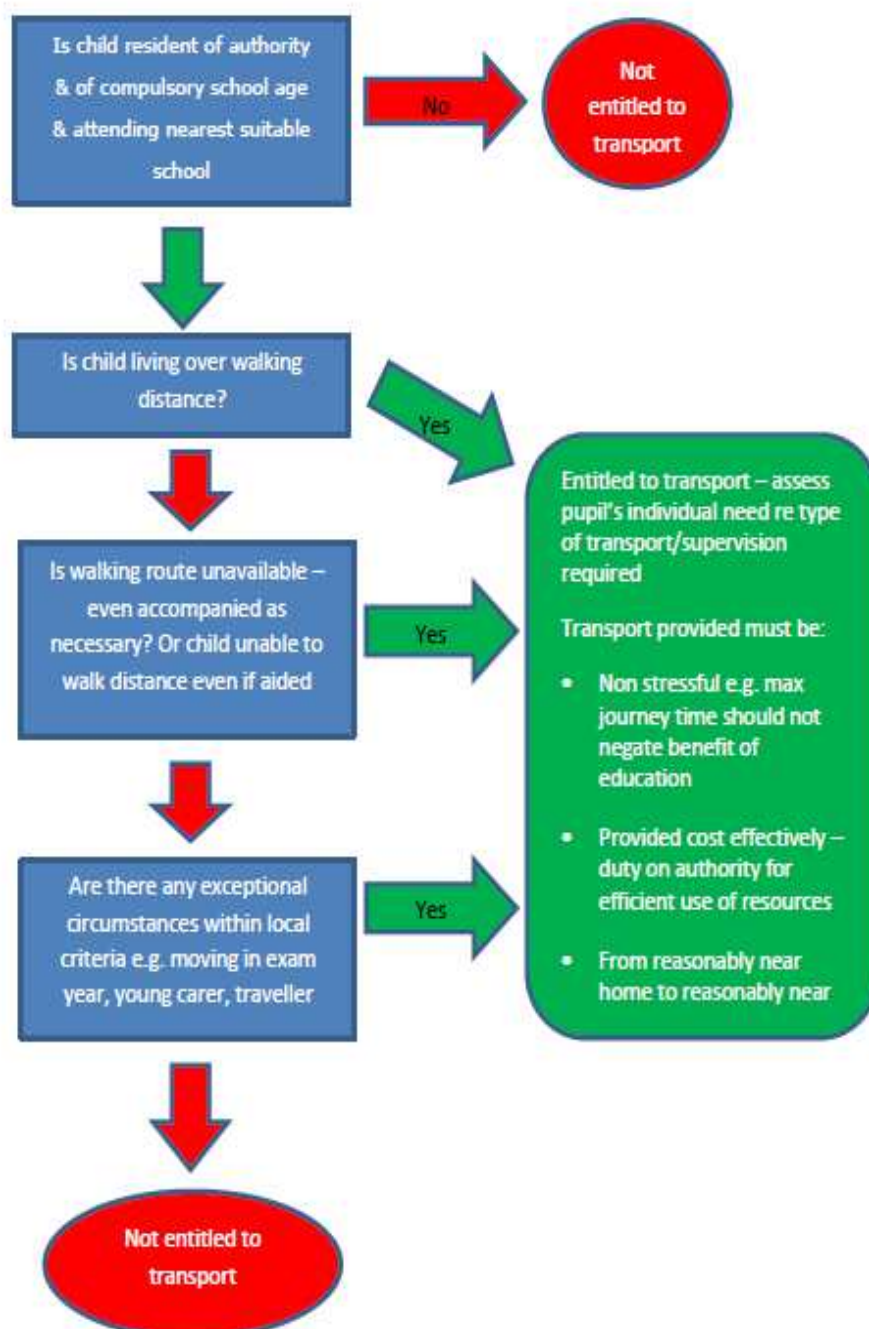 Is child resident of authority
& of compulsory school age
& attending nearest suitable
school
No
Not
entitled to
transport
Is child living over walking
distance?
Yes
Is walking route unavailable –
even accompanied as
necessary? Or child unable to
walk distance even if aided
Yes
Are there any exceptional
circumstances within local
criteria e.g. moving in exam
year, young carer, traveller
Yes
Entitled to transport – assess
pupil's individual need re type
of transport/supervision
required
Transport provided must be:
• Non stressful e.g. max
journey time should not
negate benefit of
education
• Provided cost effectively –
duty on authority for
efficient use of resources
• From reasonably near
home to reasonably near
Not entitled to
transport